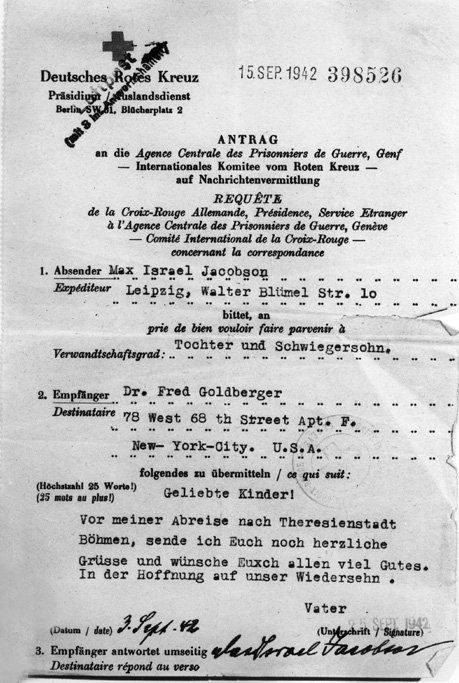 Deutsches Rotes Kreuz
Präsidium / Auslandsdienst
Berlin SW 61, Blücherplatz 2
15. SEP. 1942 398526
ANTRAG
an die Agence Centrale des Prisonniers de Guerre, Genf
— Internationales Komitee vom Roten Kreuz —
auf Nachrichtenvermittlung
REQUÊTE
de la Croix-Rouge Allemande, Présidence, Service Etranger
à l'Agence Centrale des Prisonniers de Guerre, Genève
— Comité International de la Croix-Rouge —
concernant la correspondance
1. Absender Max Israel Jacobson
Expéditeur Leipzig, Walter Blümel Str. 10
bittet, an
prie de bien vouloir faire parvenir à
Verwandtschaftsgrad: Tochter und Schwiegersohn.
2. Empfänger Dr. Fred Goldberger
Destinataire 78 West 68 th Street Apt. F.
New- York-City. U.S.A.
folgendes zu übermitteln / ce qui suit:
(Höchstzahl 25 Worte!)
(25 mots au plus!) Geliebte Kinder!
Vor meiner Abreise nach Theresienstadt
Böhmen, sende ich Euch noch herzliche
Grüsse und wünsche Euxch allen viel Gutes.
In der Hoffnung auf unser Wiedersehn .
Vater
25. SEPT. 1942
(Datum / date) 3. Sept. 42 (Unterschrift / Signature)
3. Empfänger antwortet umseitig Max Israel Jacobson
Destinataire répond au verso